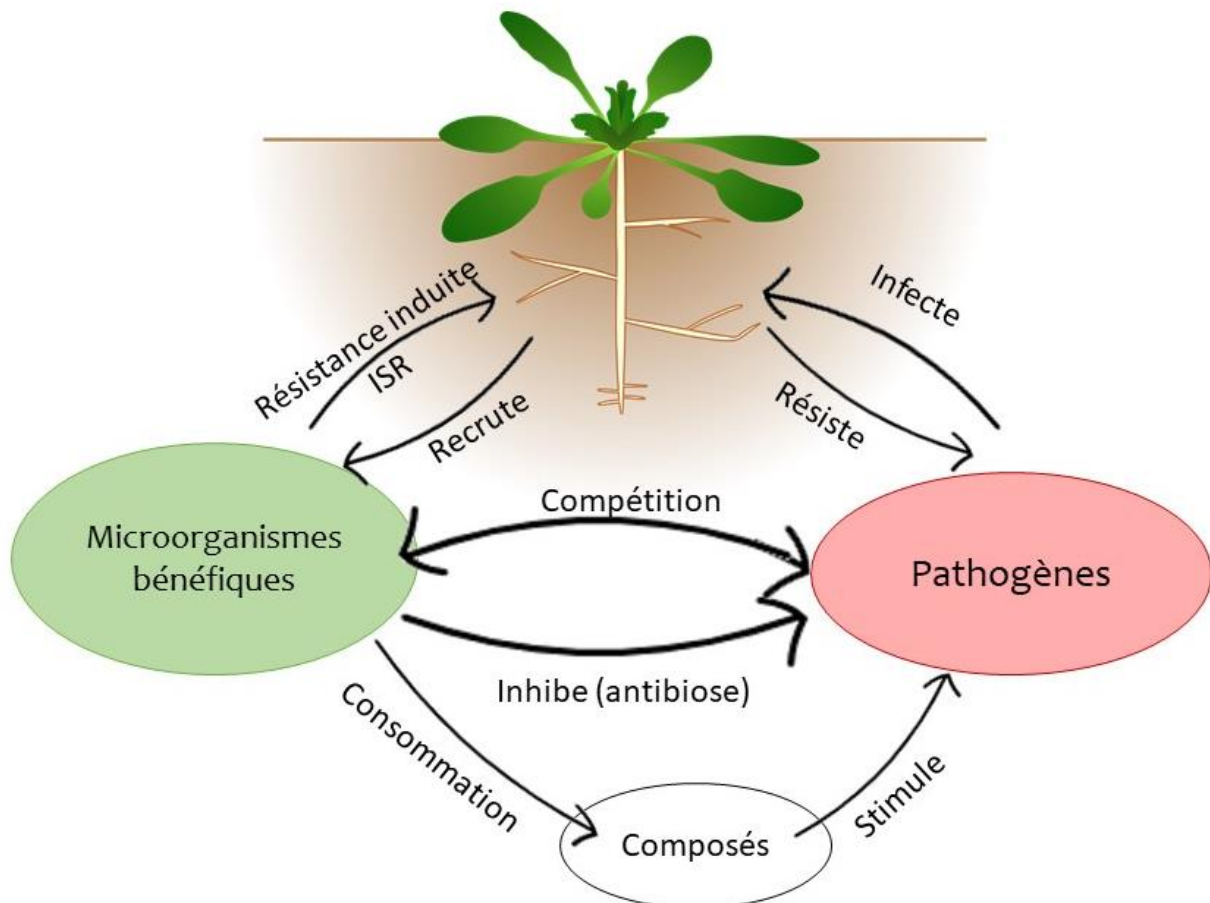 Résistance induite
ISR
Recrute
Infecte
Résiste
Microorganismes
bénéfiques
Compétition
Pathogènes
Inhibe (antibiose)
Consommation
Composés
Stimule